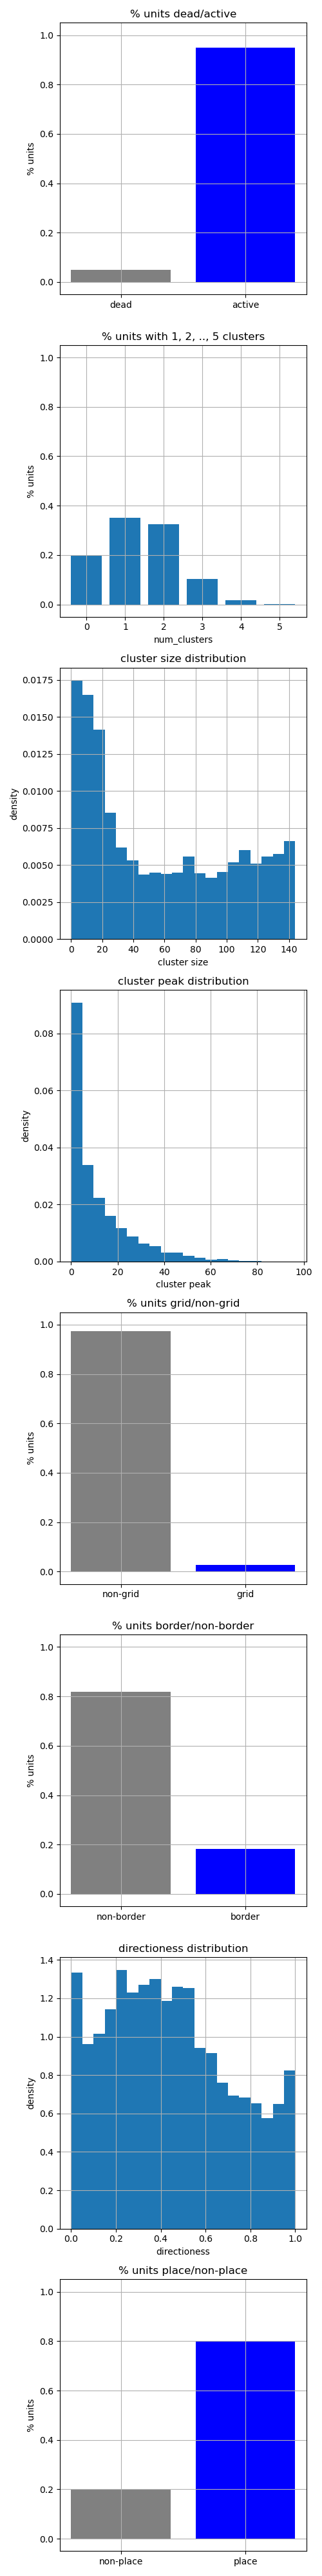 % units dead/active
1.0
0.8
0.6
0.4
0.2
0.0
% units
dead active
% units with 1, 2, .., 5 clusters
1.0
0.8
0.6
0.4
0.2
0.0
% units
0 1 2 3 4 5
num_clusters
cluster size distribution
0.0175
0.0150
0.0125
0.0100
0.0075
0.0050
0.0025
0.0000
density
0 20 40 60 80 100 120 140
cluster size
cluster peak distribution
0.08
0.06
0.04
0.02
0.00
density
0 20 40 60 80 100
cluster peak
% units grid/non-grid
1.0
0.8
0.6
0.4
0.2
0.0
% units
non-grid grid
% units border/non-border
1.0
0.8
0.6
0.4
0.2
0.0
% units
non-border border
directioness distribution
1.4
1.2
1.0
0.8
0.6
0.4
0.2
0.0
density
0.0 0.2 0.4 0.6 0.8 1.0
directioness
% units place/non-place
1.0
0.8
0.6
0.4
0.2
0.0
% units
non-place place